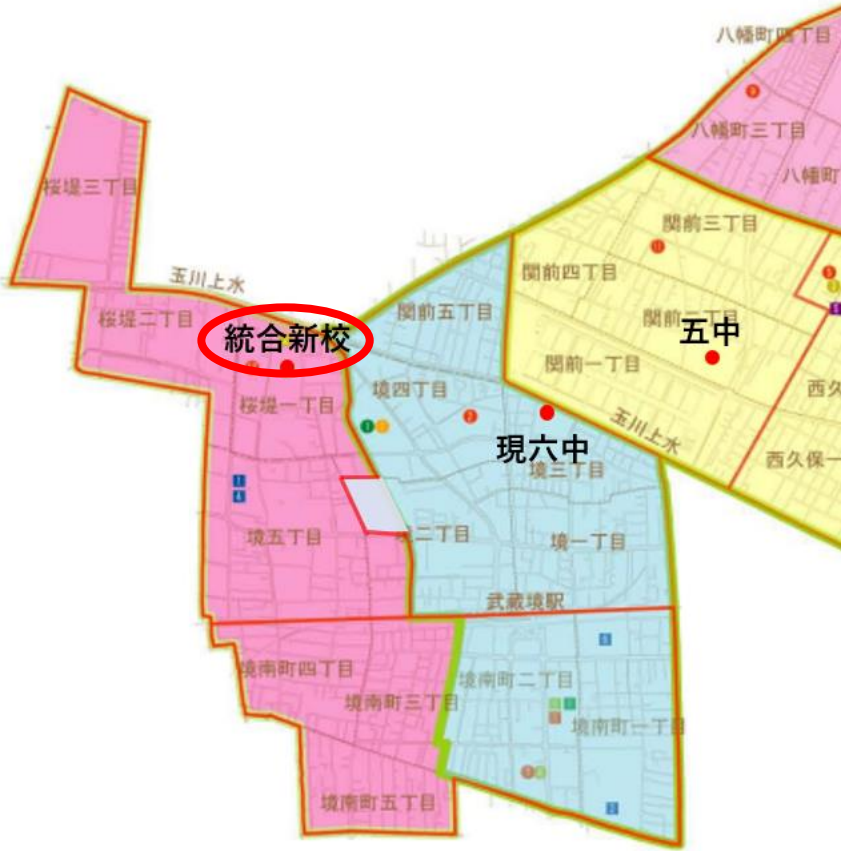 八幡町四丁目
八幡町三丁目
八幡町
桜堤三丁目
関前三丁目
玉川上水
関前四丁目
関前五丁目
桜堤二丁目
統合新校
五中
関前一丁目
境四丁目
桜堤一丁目
西久
玉川上水
現六中
境三丁目
西久保一
境五丁目
二丁目
境一丁目
武蔵境駅
境南町四丁目
境南町二丁目
境南町三丁目
境南町一丁目
境南町五丁目